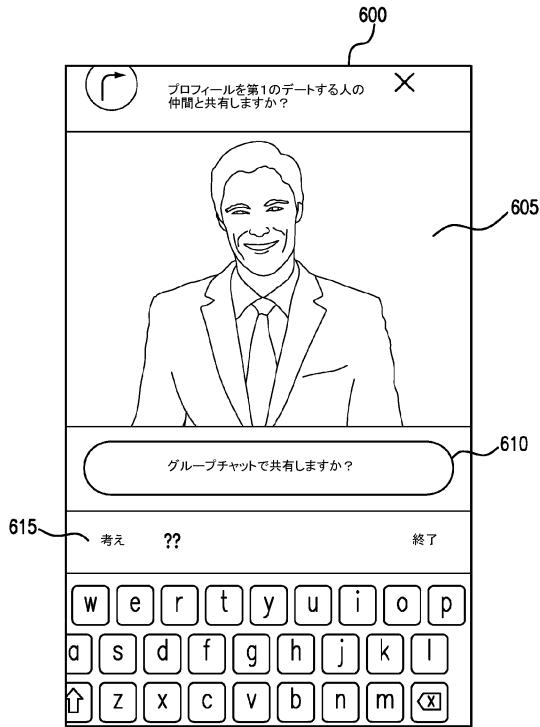 600
プロフィールを第1のデートする人の
仲間と共有しますか？
605
グループチャットで共有しますか？
610
615
考え ?? 終了
w e r t y u i o p
a s d f g h j k l
z x c v b n m